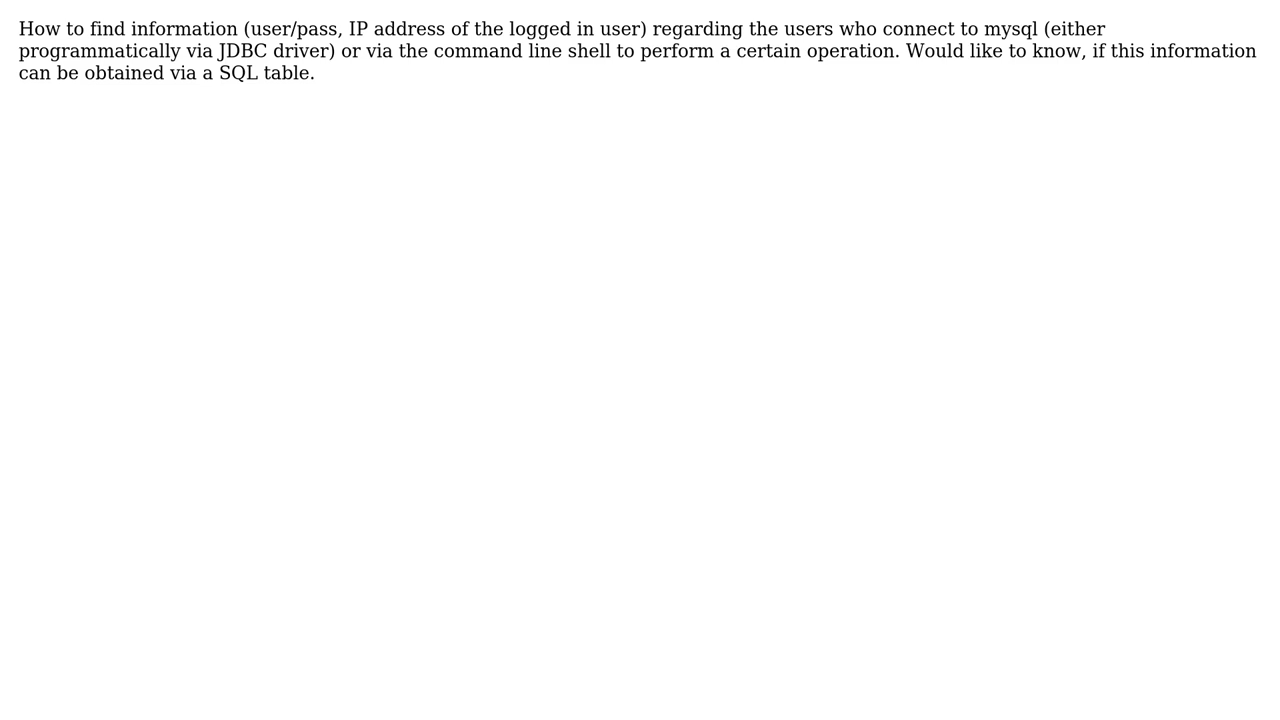 How to find information (user/pass, IP address of the logged in user) regarding the users who connect to mysql (either
programmatically via JDBC driver) or via the command line shell to perform a certain operation. Would like to know, if this information
can be obtained via a SQL table.